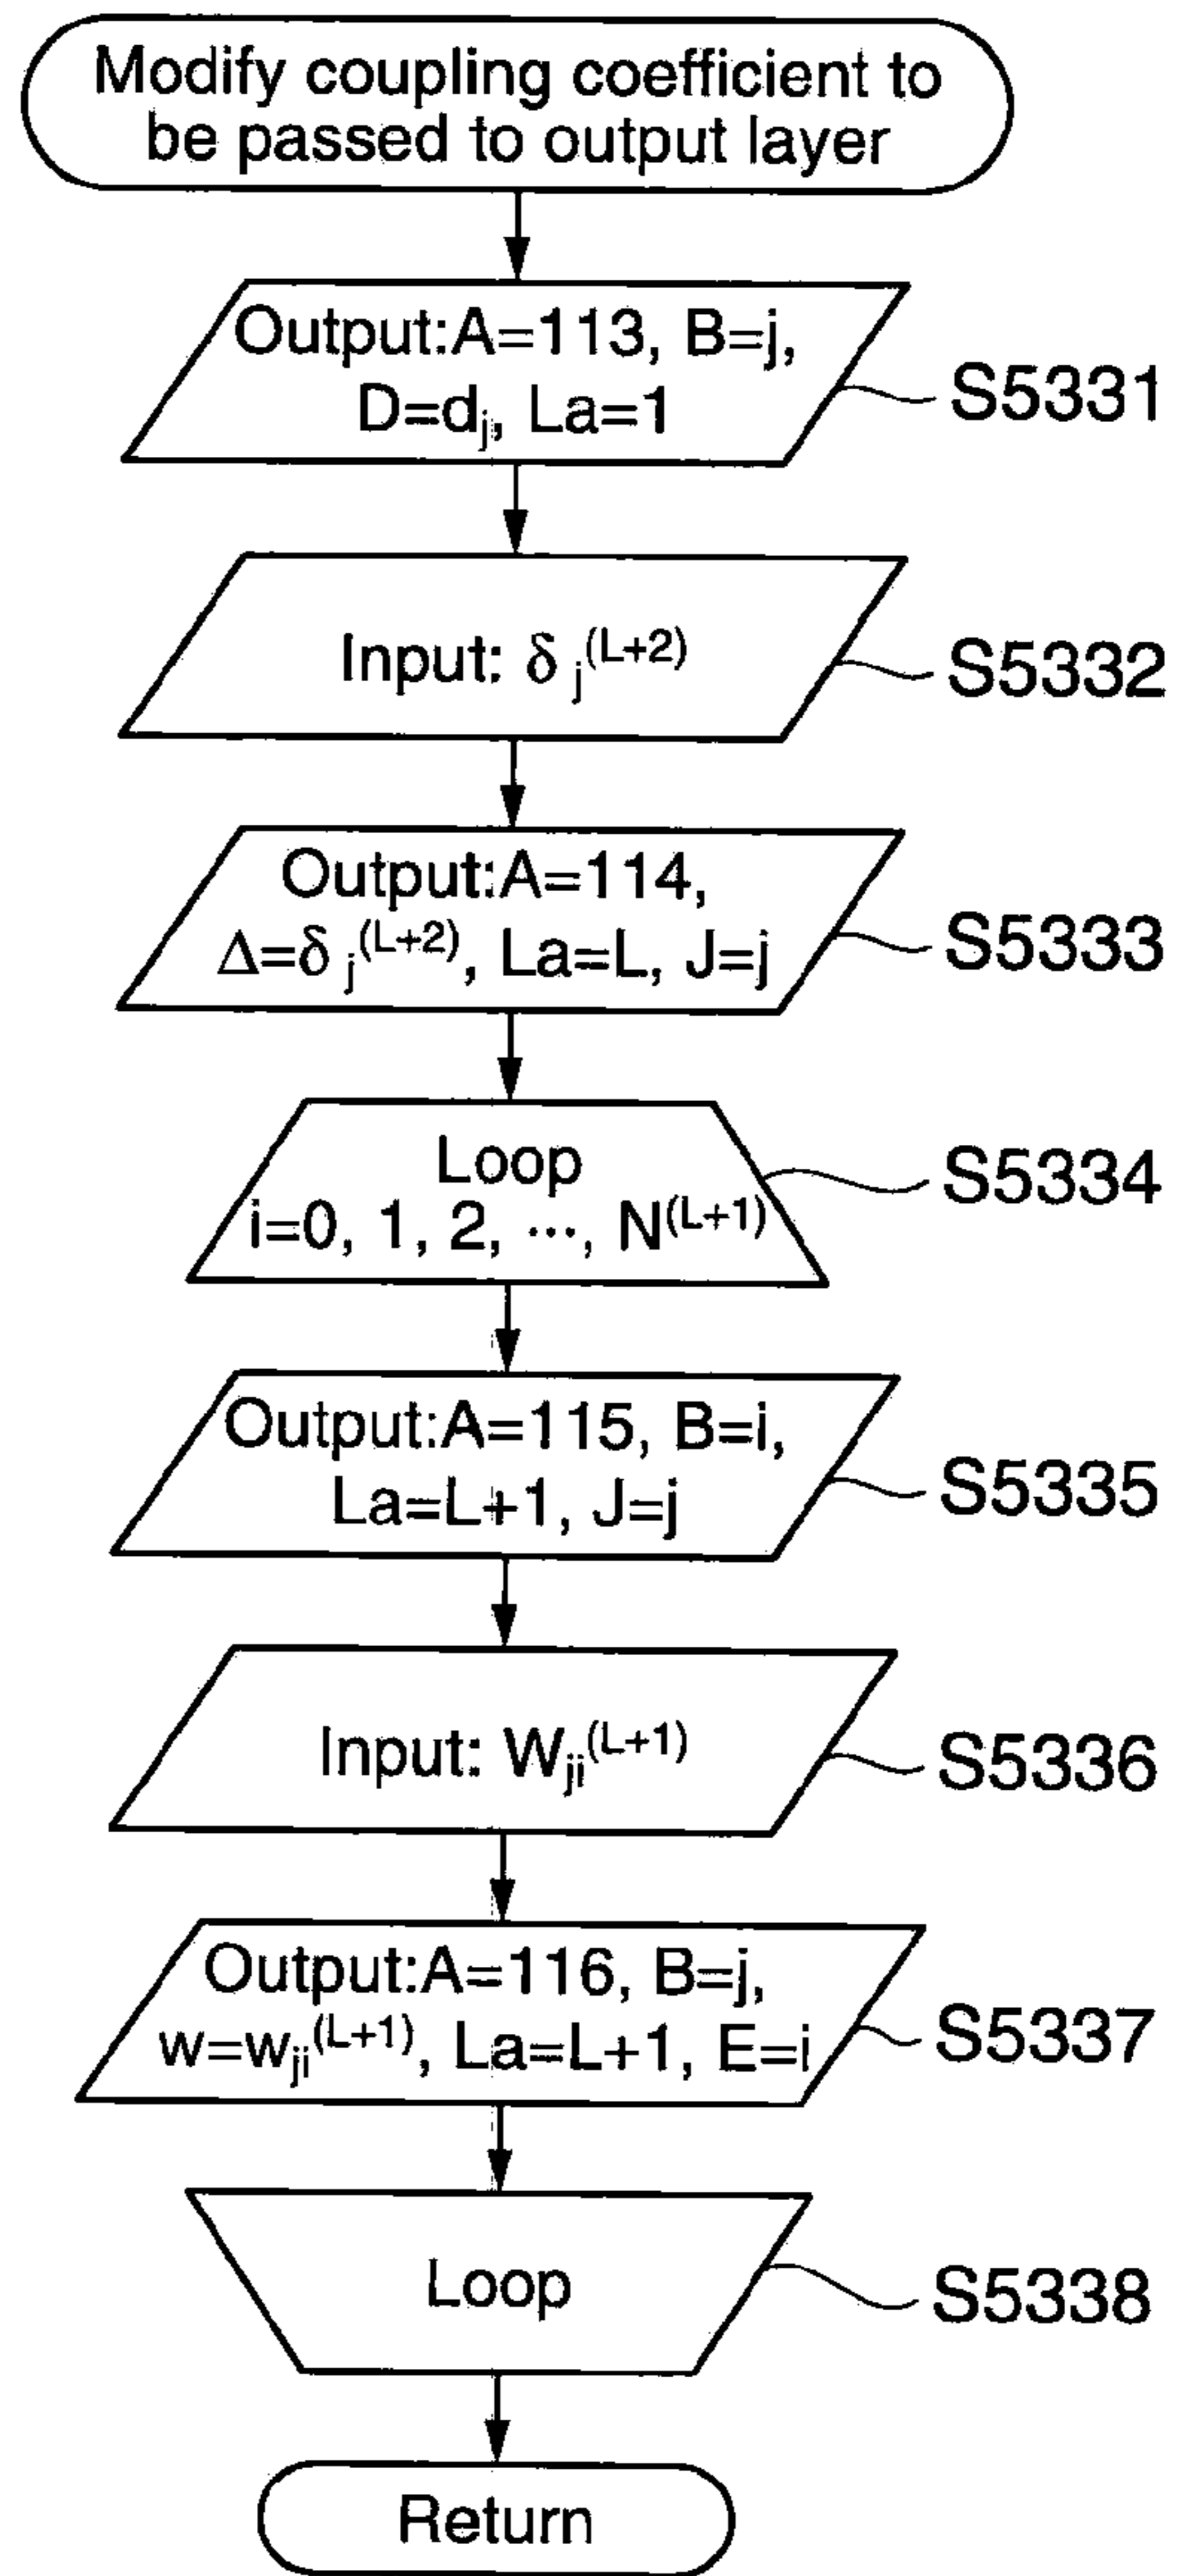 Modify coupling coefficient to
be passed to output layer
Output:A=113, B=j,
D=dⱼ, La=1
S5331
Input: δ ⱼ⁽ᴸ⁺²⁾
S5332
Output:A=114,
Δ=δ ⱼ⁽ᴸ⁺²⁾, La=L, J=j
S5333
Loop
i=0, 1, 2, ···, N⁽ᴸ⁺¹⁾
S5334
Output:A=115, B=i,
La=L+1, J=j
S5335
Input: Wⱼᵢ⁽ᴸ⁺¹⁾
S5336
Output:A=116, B=j,
w=wⱼᵢ⁽ᴸ⁺¹⁾, La=L+1, E=i
S5337
Loop
S5338
Return